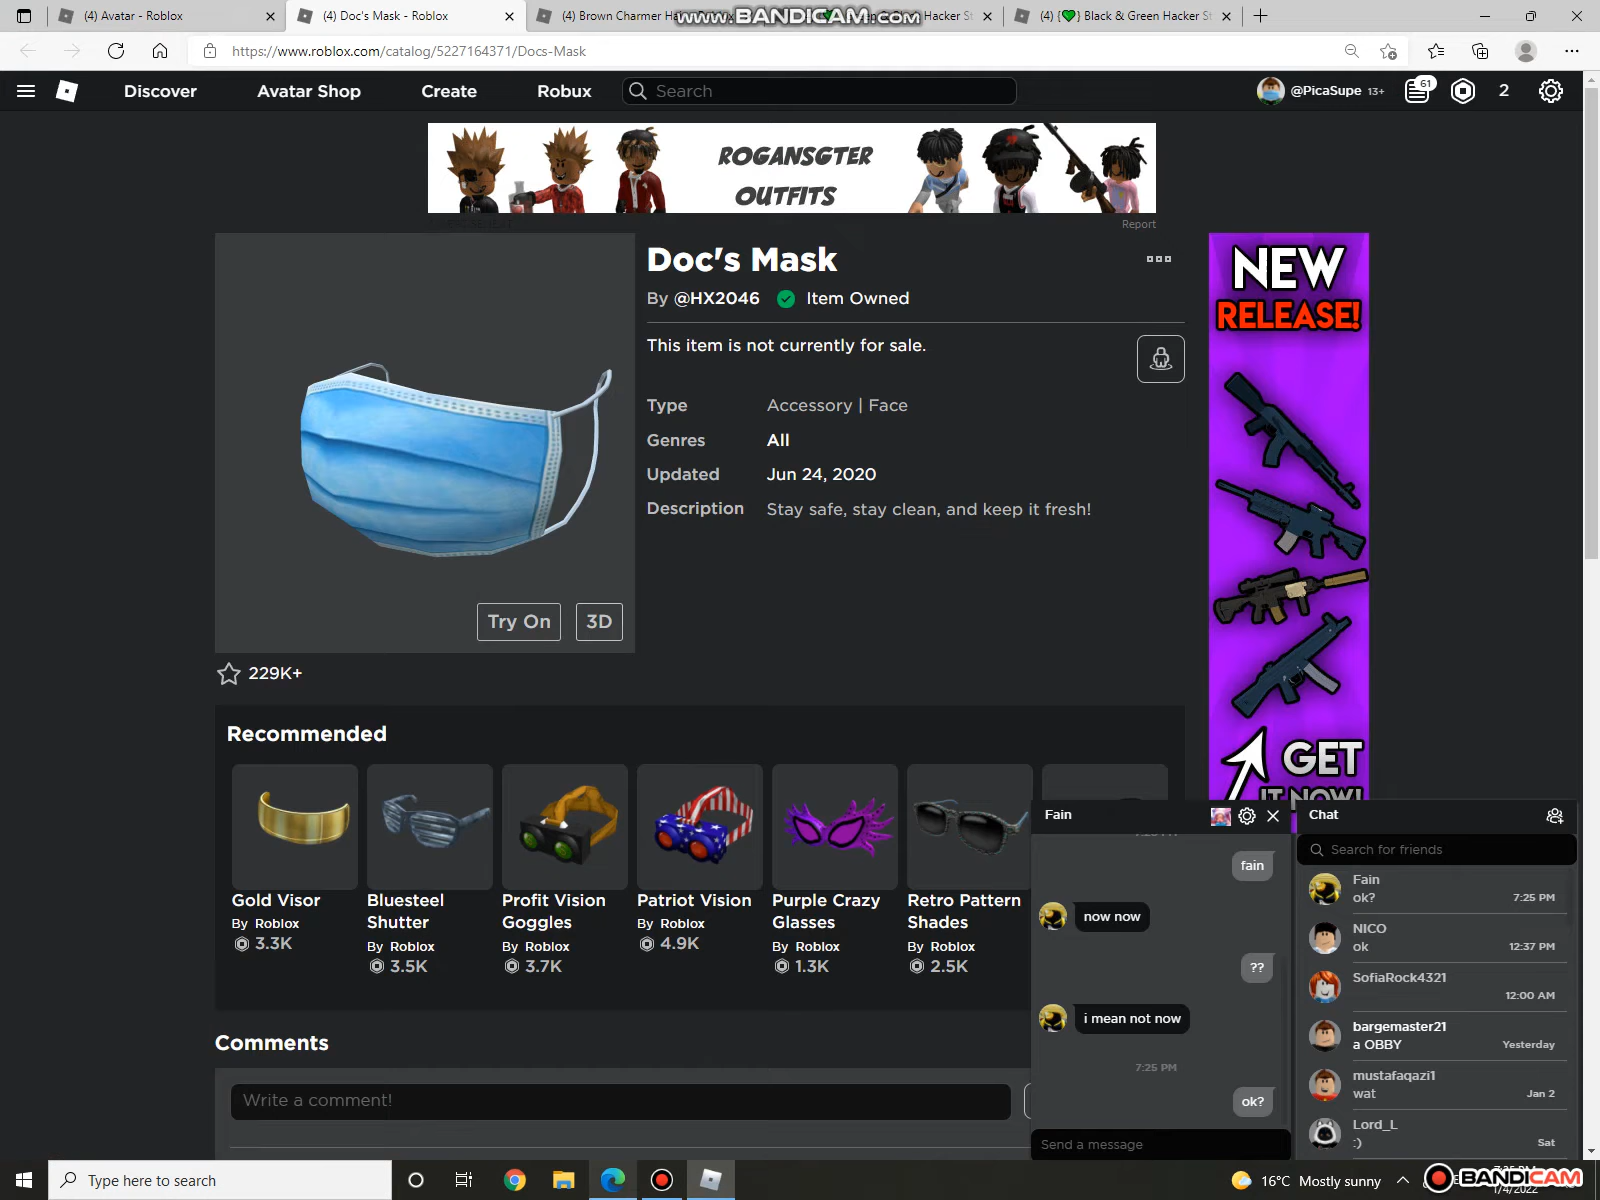 (4) Avatar - Roblox
(4) Doc's Mask - Roblox
(4) Brown Charmer Ha
www.BANDICAM.com
Hacker St
(4) {💚} Black & Green Hacker St
https://www.roblox.com/catalog/5227164371/Docs-Mask
Discover
Avatar Shop
Create
Robux
Search
@PicaSupe 13+
61
2
ROGANSGTER
OUTFITS
Report
Doc's Mask
By @HX2046 Item Owned
This item is not currently for sale.
Type Accessory | Face
Genres All
Updated Jun 24, 2020
Description Stay safe, stay clean, and keep it fresh!
Try On
3D
229K+
NEW
RELEASE!
GET
IT NOW!
Recommended
Gold Visor
By Roblox
3.3K
Bluesteel
Shutter
By Roblox
3.5K
Profit Vision
Goggles
By Roblox
3.7K
Patriot Vision
By Roblox
4.9K
Purple Crazy
Glasses
By Roblox
1.3K
Retro Pattern
Shades
By Roblox
2.5K
Comments
Write a comment!
Fain
fain
now now
??
i mean not now
7:25 PM
ok?
Send a message
Chat
Search for friends
Fain
ok? 7:25 PM
NICO
ok 12:37 PM
SofiaRock4321
12:00 AM
bargemaster21
a OBBY Yesterday
mustafaqazi1
wat Jan 2
Lord_L
:) Sat
Type here to search
16°C Mostly sunny
BANDICAM
1/4/2022